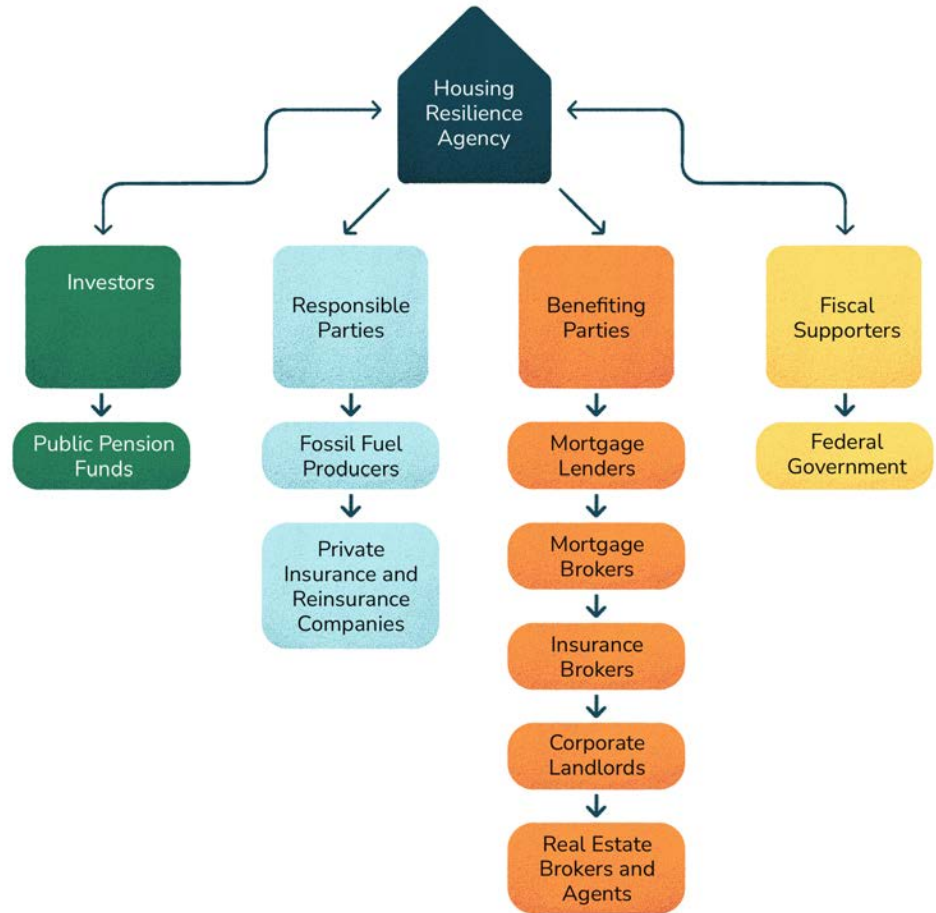 Housing
Resilience
Agency
Investors
Responsible
Parties
Benefiting
Parties
Fiscal
Supporters
Public Pension
Funds
Fossil Fuel
Producers
Mortgage
Lenders
Federal
Government
Private
Insurance and
Reinsurance
Companies
Mortgage
Brokers
Insurance
Brokers
Corporate
Landlords
Real Estate
Brokers and
Agents